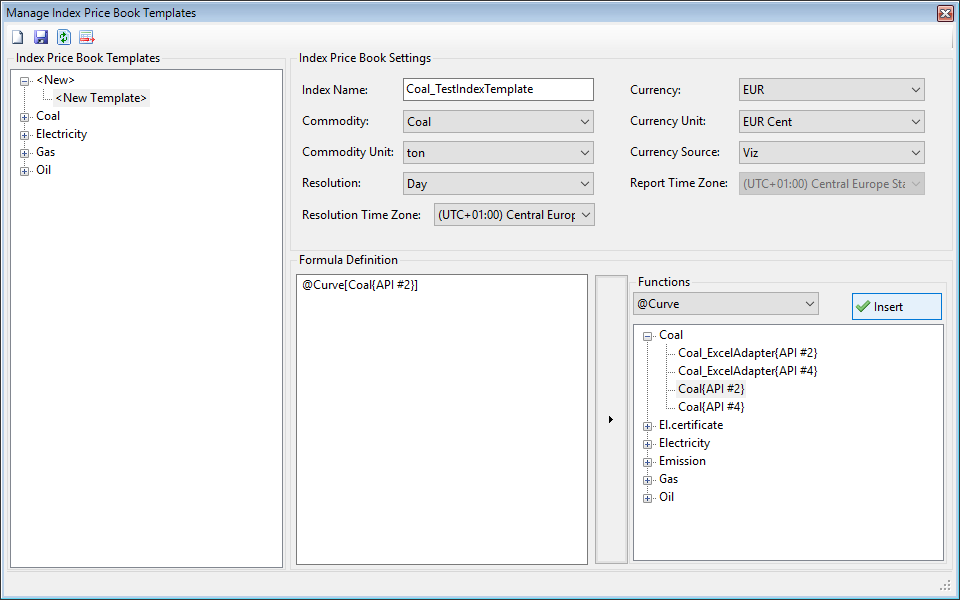 Manage Index Price Book Templates
Index Price Book Templates
<New>
<New Template>
Coal
Electricity
Gas
Oil
Index Price Book Settings
Index Name: Coal_TestIndexTemplate
Commodity: Coal
Commodity Unit: ton
Resolution: Day
Resolution Time Zone: (UTC+01:00) Central Europ
Currency: EUR
Currency Unit: EUR Cent
Currency Source: Viz
Report Time Zone: (UTC+01:00) Central Europe Sta
Formula Definition
@Curve[Coal{API #2}]
Functions
@Curve
Insert
Coal
Coal_ExcelAdapter{API #2}
Coal_ExcelAdapter{API #4}
Coal{API #2}
Coal{API #4}
El.certificate
Electricity
Emission
Gas
Oil